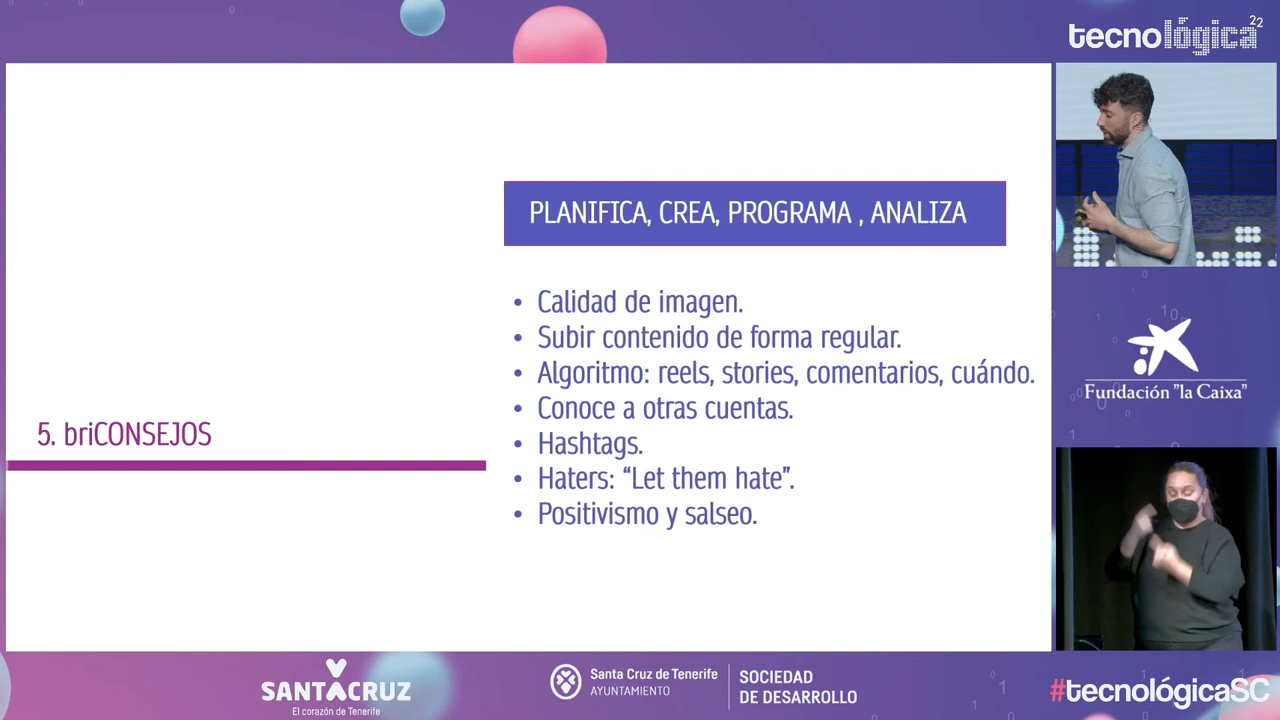 tecnológica22
5. briCONSEJOS
PLANIFICA, CREA, PROGRAMA , ANALIZA
• Calidad de imagen.
• Subir contenido de forma regular.
• Algoritmo: reels, stories, comentarios, cuándo.
• Conoce a otras cuentas.
• Hashtags.
• Haters: “Let them hate”.
• Positivismo y salseo.
Fundación "la Caixa"
SANTACRUZ
El corazón de Tenerife
Santa Cruz de Tenerife
AYUNTAMIENTO
SOCIEDAD
DE DESARROLLO
#tecnológicaSC